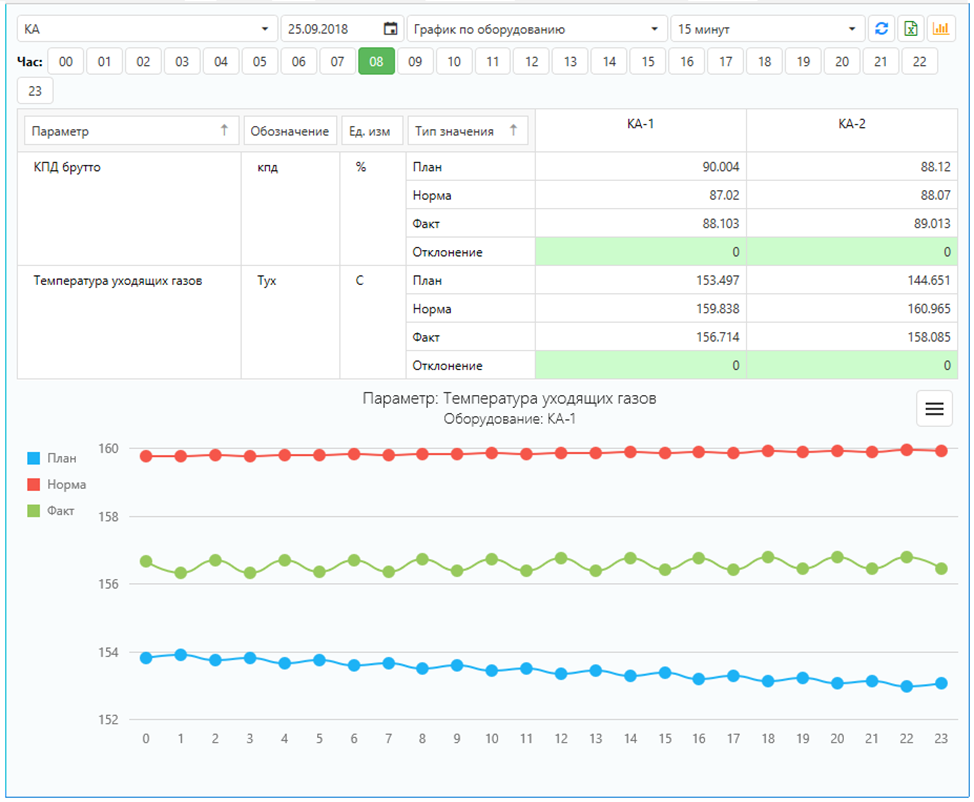 КА 25.09.2018 График по оборудованию 15 минут
Час: 00 01 02 03 04 05 06 07 08 09 10 11 12 13 14 15 16 17 18 19 20 21 22
23
Параметр ↑ Обозначение Ед. изм Тип значения ↑ КА-1 КА-2
КПД брутто кпд % План 90.004 88.12
Норма 87.02 88.07
Факт 88.103 89.013
Отклонение 0 0
Температура уходящих газов Тух С План 153.497 144.651
Норма 159.838 160.965
Факт 156.714 158.085
Отклонение 0 0
Параметр: Температура уходящих газов
Оборудование: КА-1
План
Норма
Факт
160
158
156
154
152
0 1 2 3 4 5 6 7 8 9 10 11 12 13 14 15 16 17 18 19 20 21 22 23